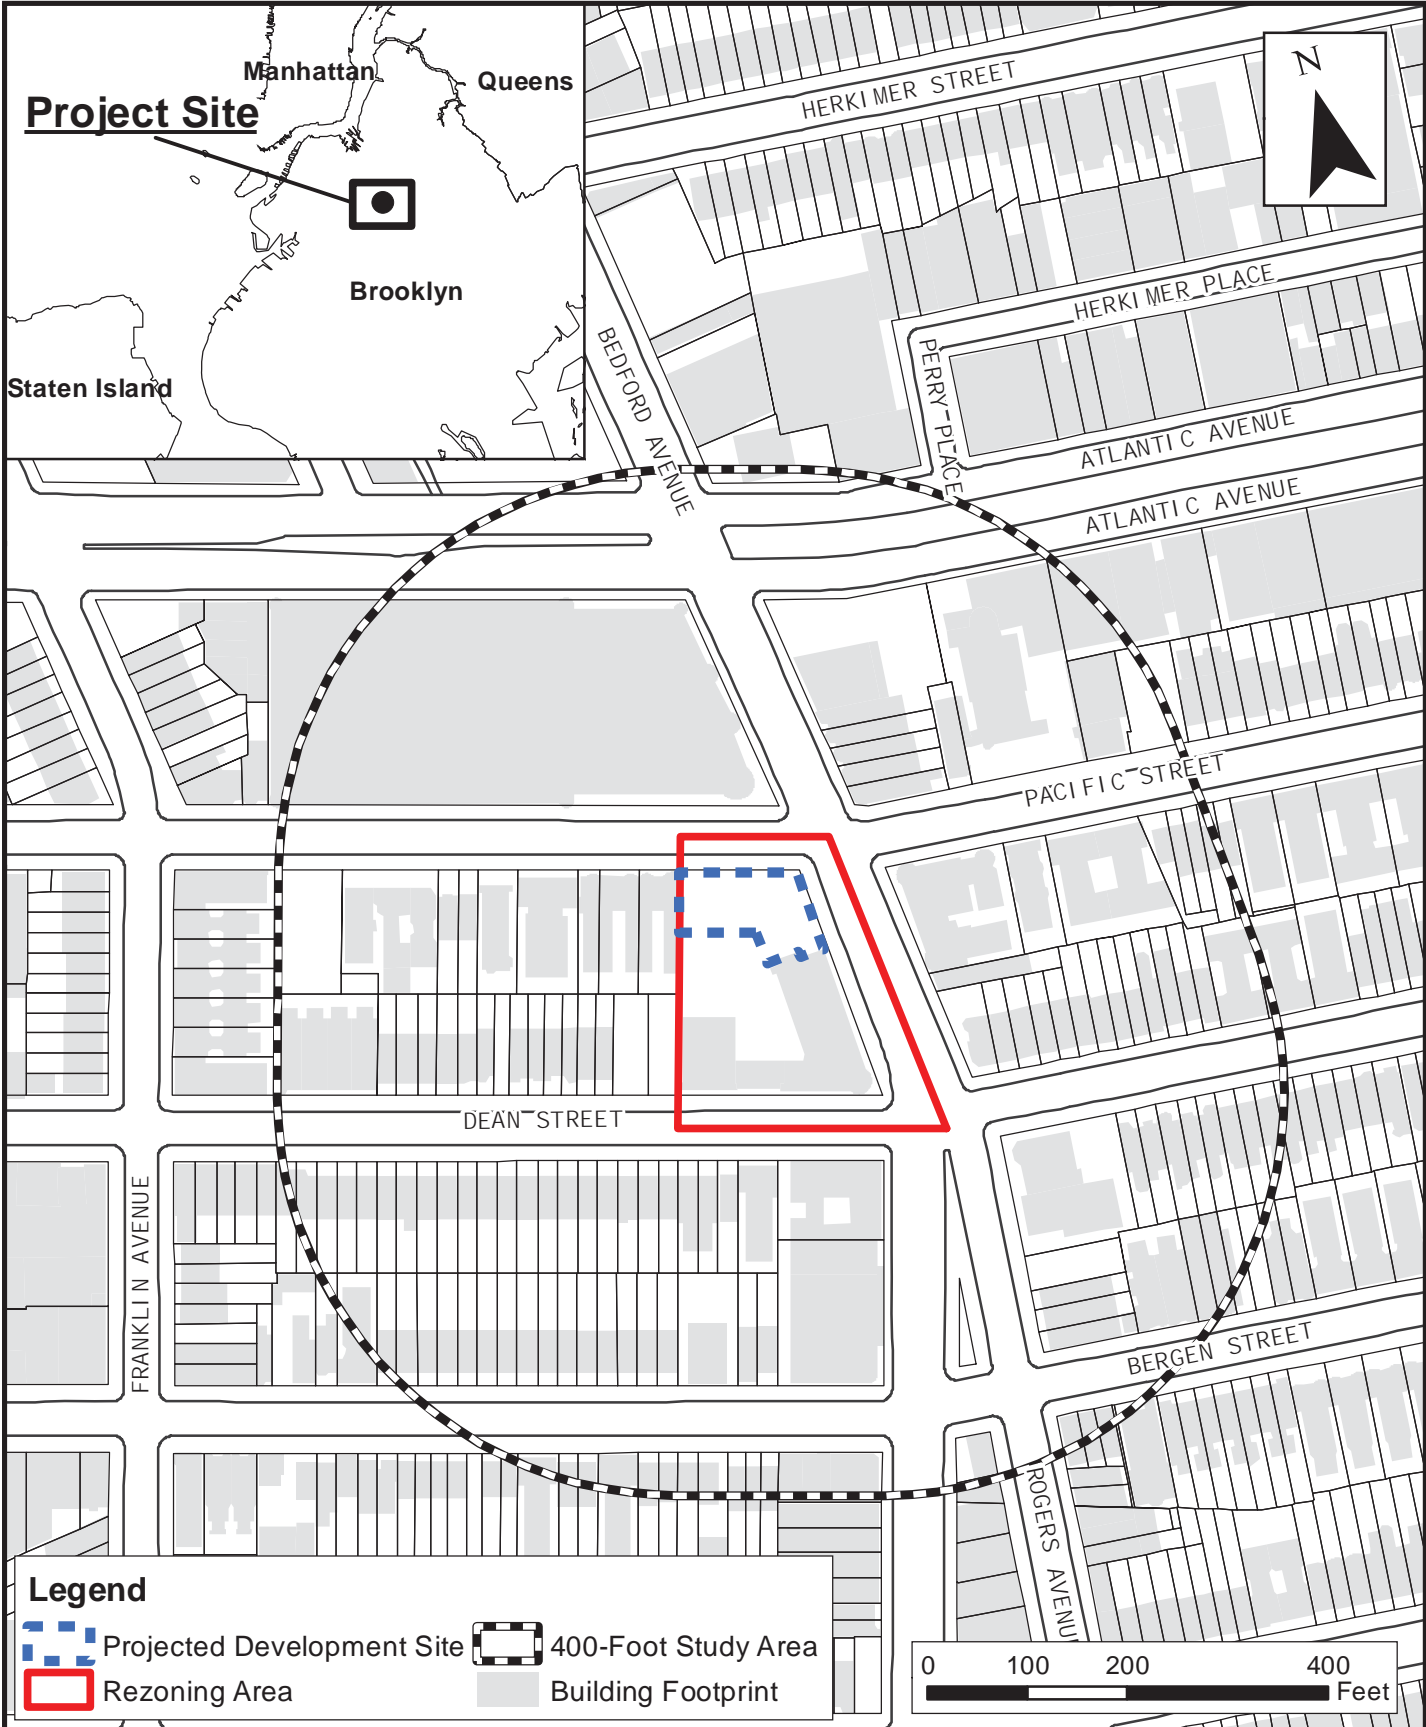 Manhattan
Queens
Project Site
Brooklyn
Staten Island
N
HERKIMER STREET
HERKIMER PLACE
PERRY PLACE
BEDFORD AVENUE
ATLANTIC AVENUE
ATLANTIC AVENUE
PACIFIC STREET
DEAN STREET
FRANKLIN AVENUE
BERGEN STREET
ROGERS AVENU
Legend
Projected Development Site
400-Foot Study Area
Rezoning Area
Building Footprint
0 100 200 400
Feet